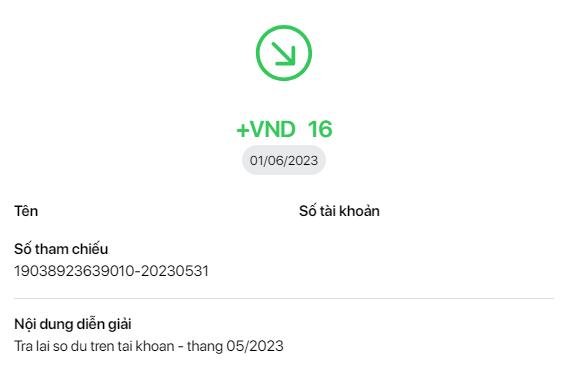 +VND 16
01/06/2023
Tên Số tài khoản
Số tham chiếu
19038923639010-20230531
Nội dung diễn giải
Tra lai so du tren tai khoan - thang 05/2023